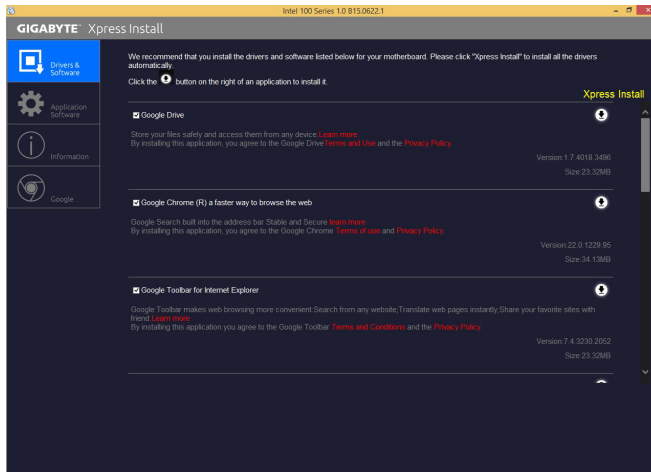 Intel 100 Series 1.0 B15.0622.1
GIGABYTE™ Xpress Install
Drivers &
Software
Application
Software
Information
Google
We recommend that you install the drivers and software listed below for your motherboard. Please click "Xpress Install" to install all the drivers
automatically.
Click the button on the right of an application to install it.
Xpress Install
Google Drive
Store your files safely and access them from any device.Learn more
By installing this application, you agree to the Google DriveTerms and Use and the Privacy Policy.
Version:1.7.4018.3496
Size:23.32MB
Google Chrome (R) a faster way to browse the web
Google Search built into the address bar Stable and Secure learn more
By installing this application, you agree to the Google Chrome Terms of use and Privacy Policy.
Version:22.0.1229.95
Size:34.13MB
Google Toolbar for Internet Explorer
Google Toolbar makes web browsing more convenient:Search from any website;Translate web pages instantly;Share your favorite sites with
friend.Learn more
By installing this application you agree to the Google Toolbar Terms and Conditions and the Privacy Policy.
Version:7.4.3230.2052
Size:23.32MB